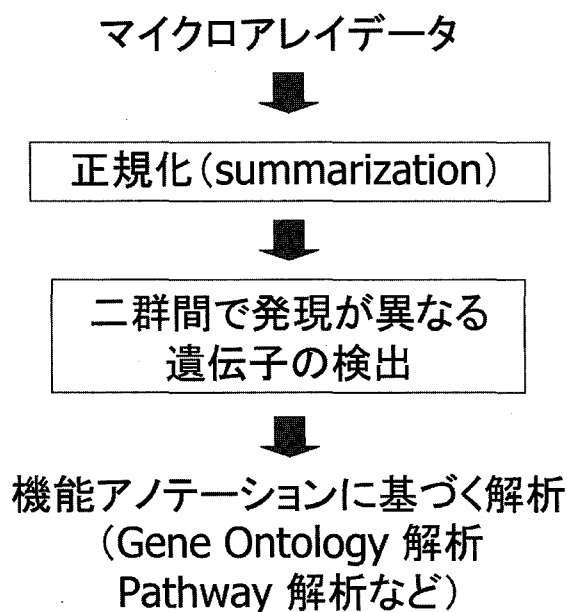 マイクロアレイデータ
正規化(summarization)
二群間で発現が異なる
遺伝子の検出
機能アノテーションに基づく解析
(Gene Ontology 解析
Pathway 解析など)